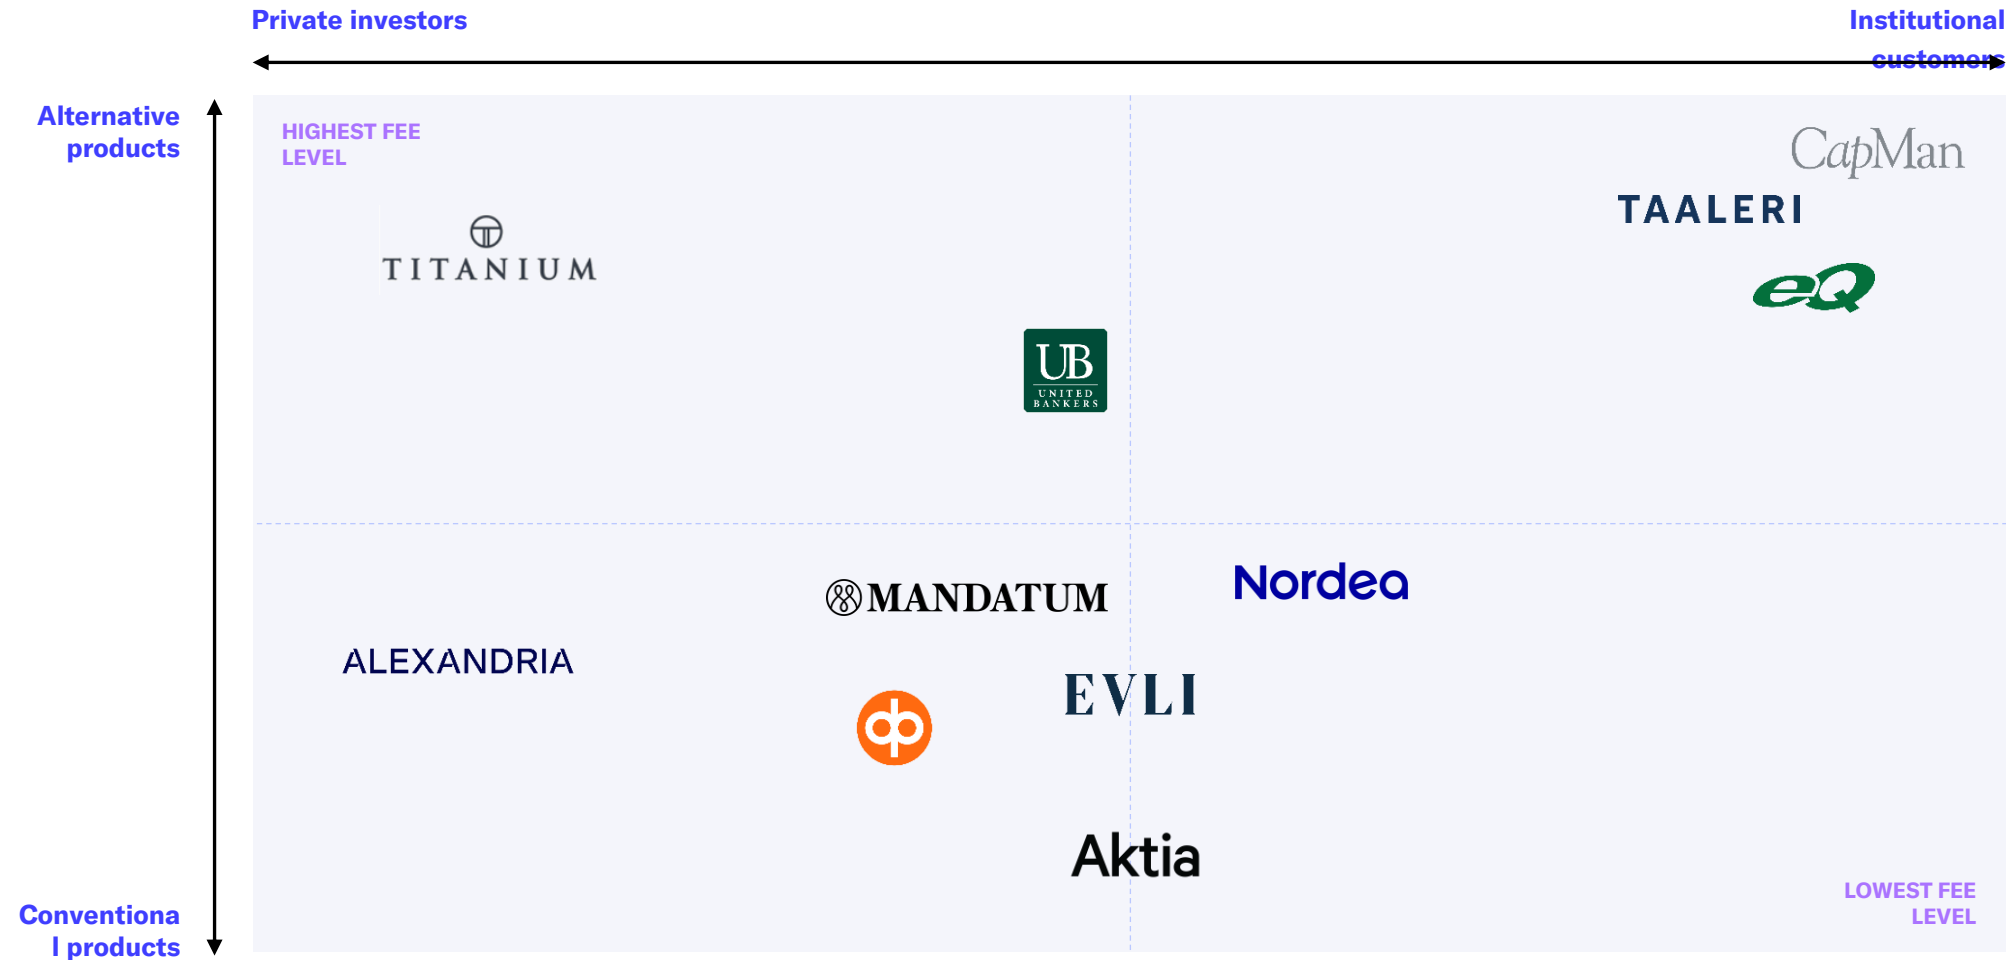 Private investors
Institutional
customers
Alternative
products
HIGHEST FEE
LEVEL
CapMan
TAALERI
TITANIUM
eQ
UB
UNITED
BANKERS
Nordea
MANDATUM
ALEXANDRIA
EVLI
op
Aktia
LOWEST FEE
LEVEL
Conventiona
l products